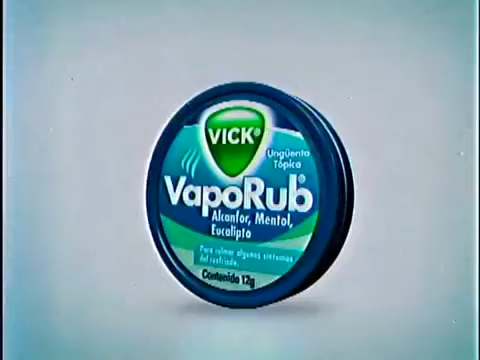 VICK®
Ungüento
Tópico
VapoRub®
Alcanfor, Mentol,
Eucalipto
Para calmar algunos síntomas
del resfriado.
Contenido 12g